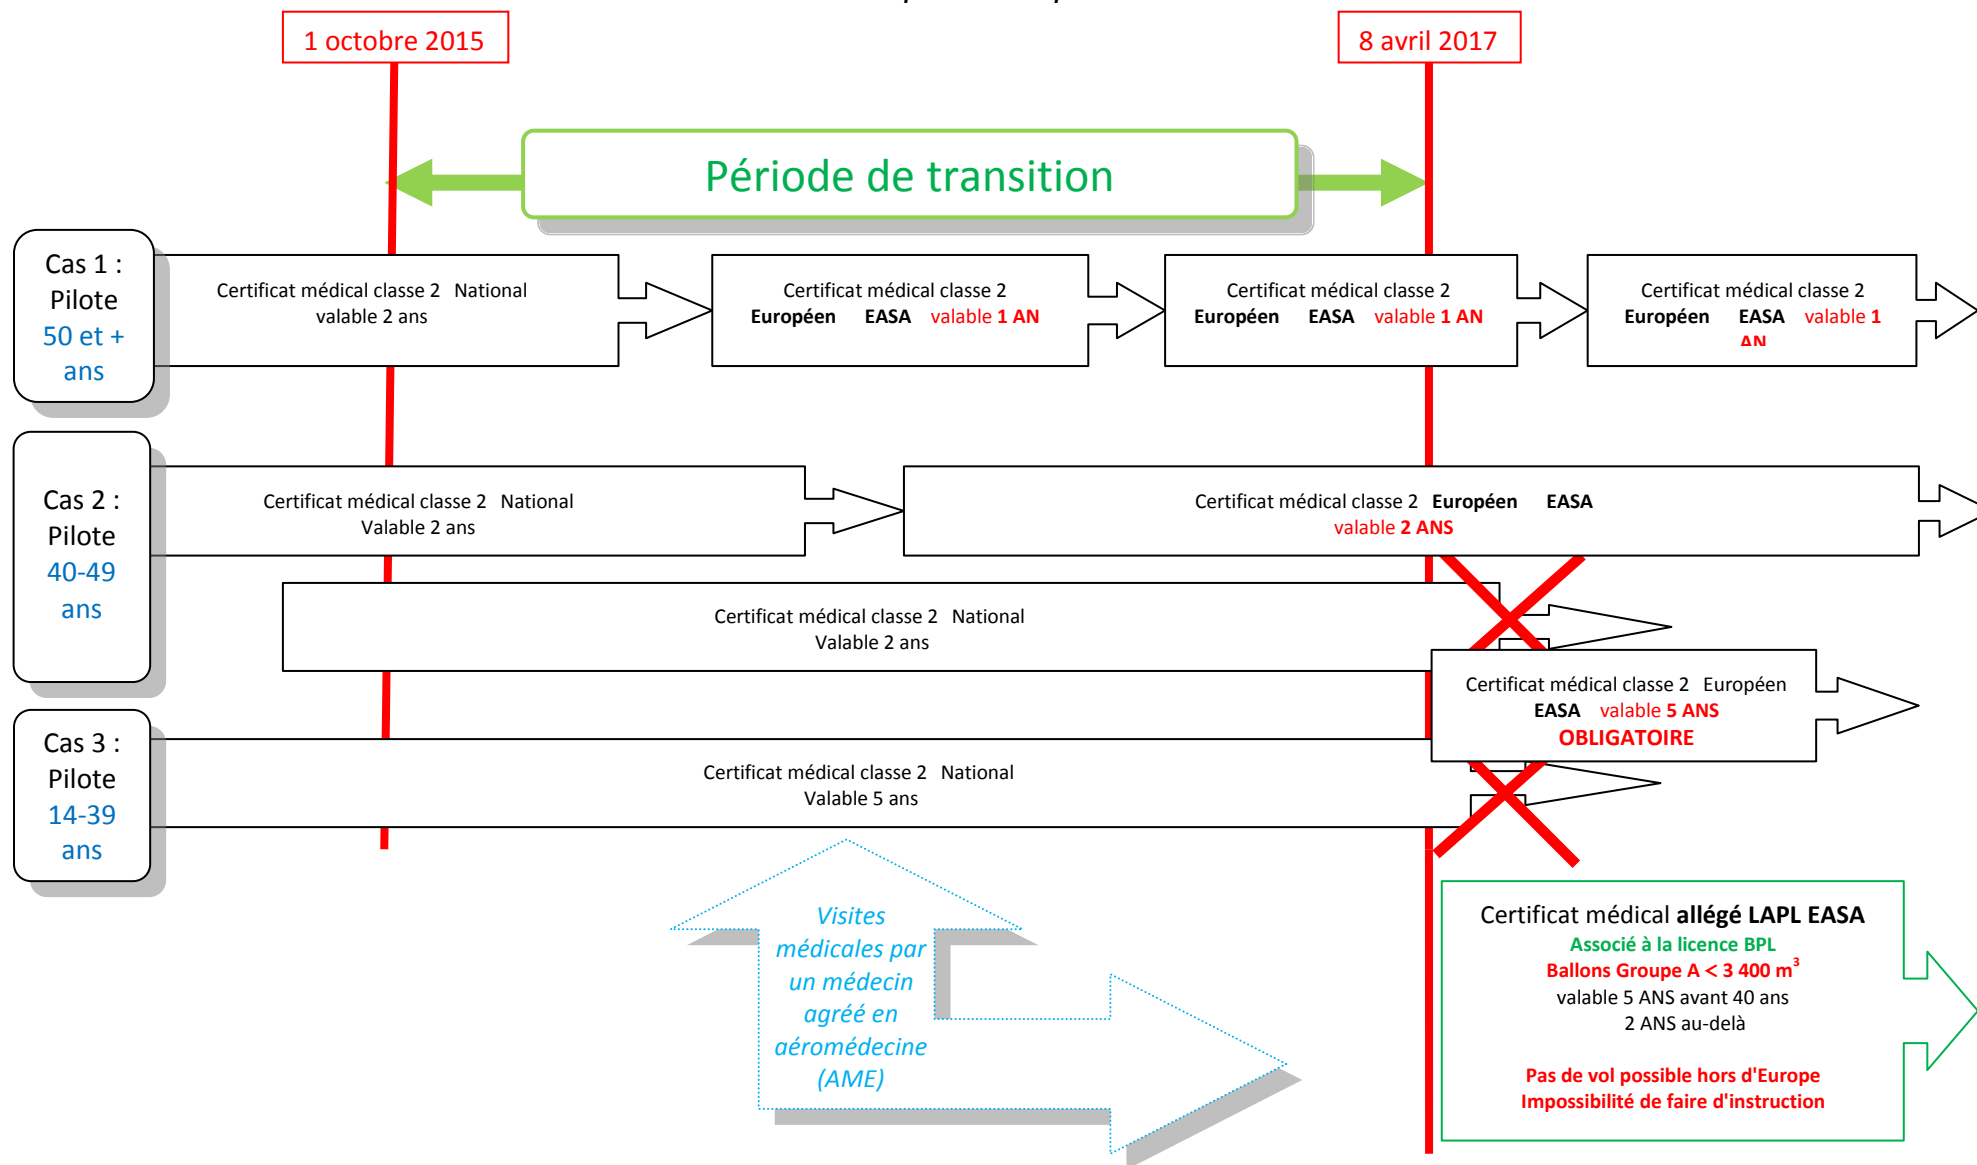 1 octobre 2015
8 avril 2017
Période de transition
Cas 1 :
Pilote
50 et +
ans
Certificat médical classe 2 National
valable 2 ans
Certificat médical classe 2
Européen EASA valable 1 AN
Certificat médical classe 2
Européen EASA valable 1 AN
Certificat médical classe 2
Européen EASA valable 1
AN
Cas 2 :
Pilote
40-49
ans
Certificat médical classe 2 National
Valable 2 ans
Certificat médical classe 2 Européen EASA
valable 2 ANS
Certificat médical classe 2 National
Valable 2 ans
Certificat médical classe 2 Européen
EASA valable 5 ANS
OBLIGATOIRE
Cas 3 :
Pilote
14-39
ans
Certificat médical classe 2 National
Valable 5 ans
Visites
médicales par
un médecin
agréé en
aéromédecine
(AME)
Certificat médical allégé LAPL EASA
Associé à la licence BPL
Ballons Groupe A < 3 400 m³
valable 5 ANS avant 40 ans
2 ANS au-delà
Pas de vol possible hors d'Europe
Impossibilité de faire d'instruction